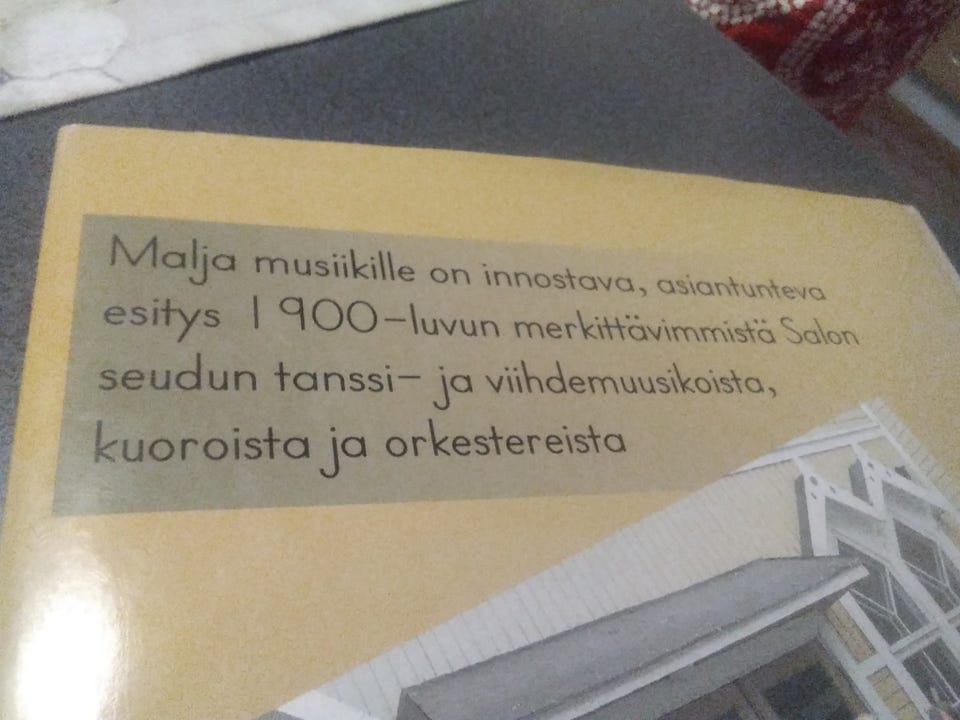 Malja musiikille on innostava, asiantunteva
esitys 1900-luvun merkittävimmistä Salon
seudun tanssi- ja viihdemuusikoista,
kuoroista ja orkestereista